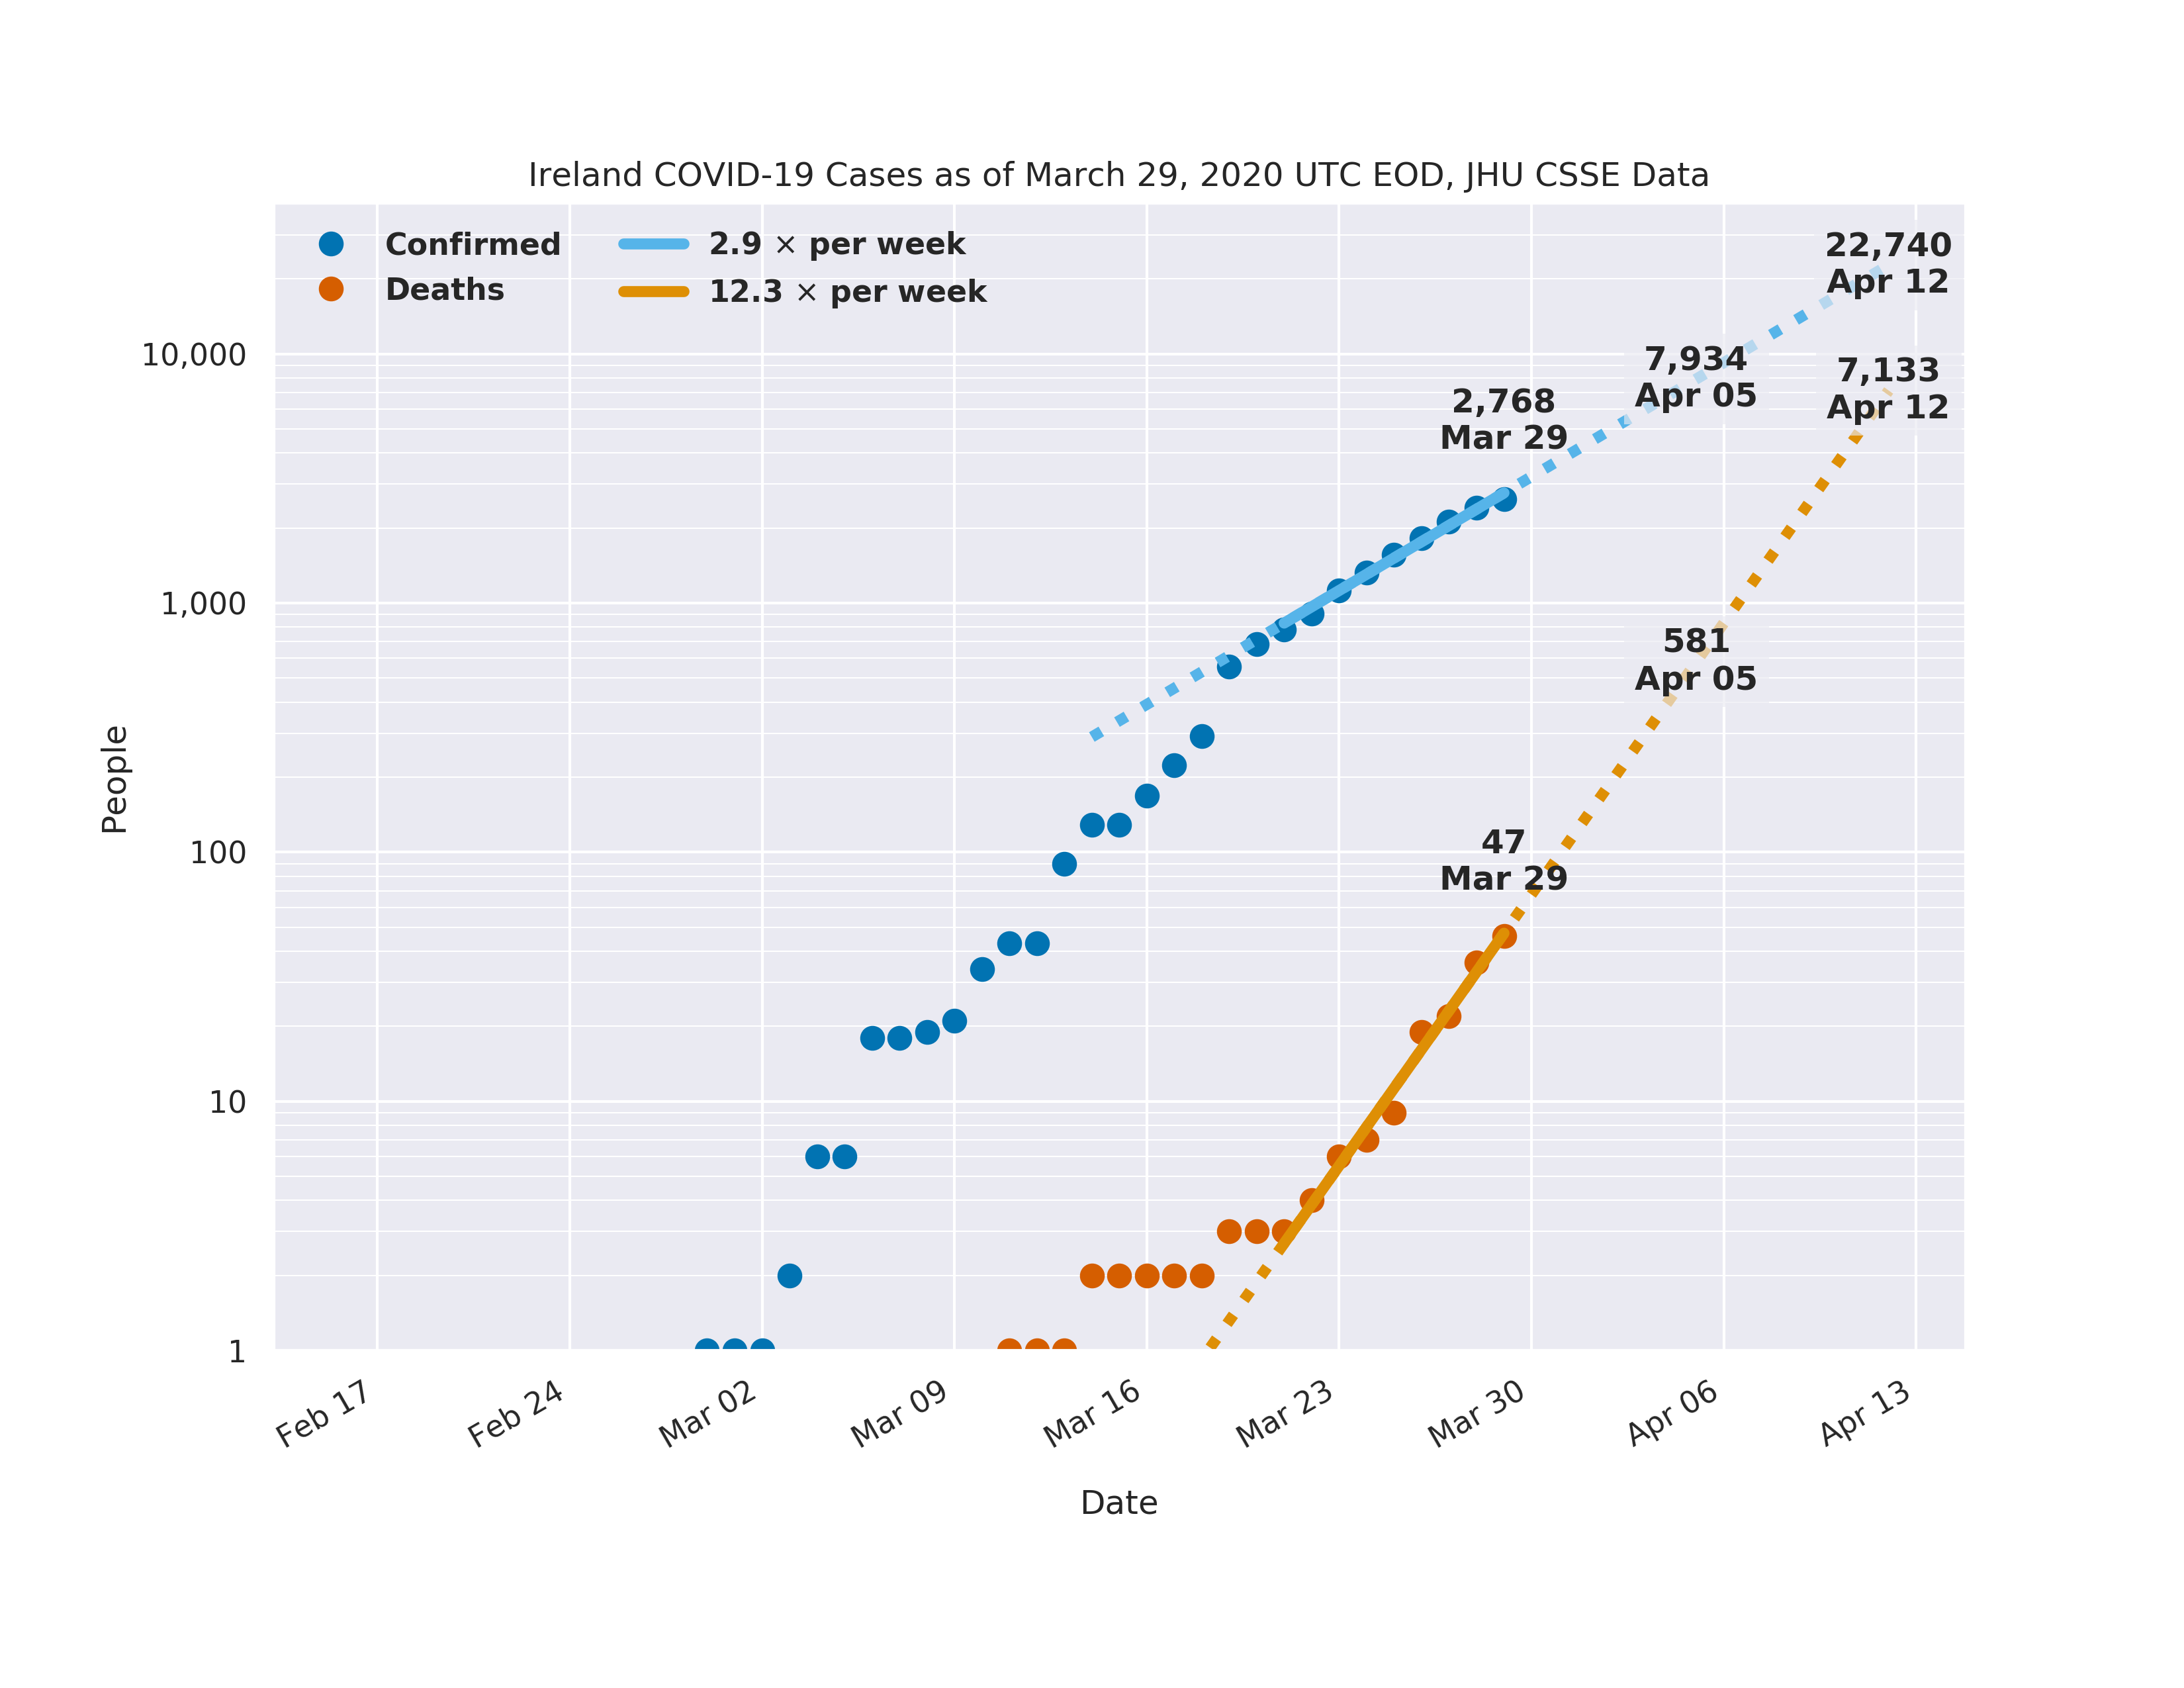 Ireland COVID-19 Cases as of March 29, 2020 UTC EOD, JHU CSSE Data
Confirmed
Deaths
2.9 × per week
12.3 × per week
22,740
Apr 12
7,934
Apr 05
7,133
Apr 12
2,768
Mar 29
581
Apr 05
47
Mar 29
People
10,000
1,000
100
10
1
Feb 17
Feb 24
Mar 02
Mar 09
Mar 16
Mar 23
Mar 30
Apr 06
Apr 13
Date